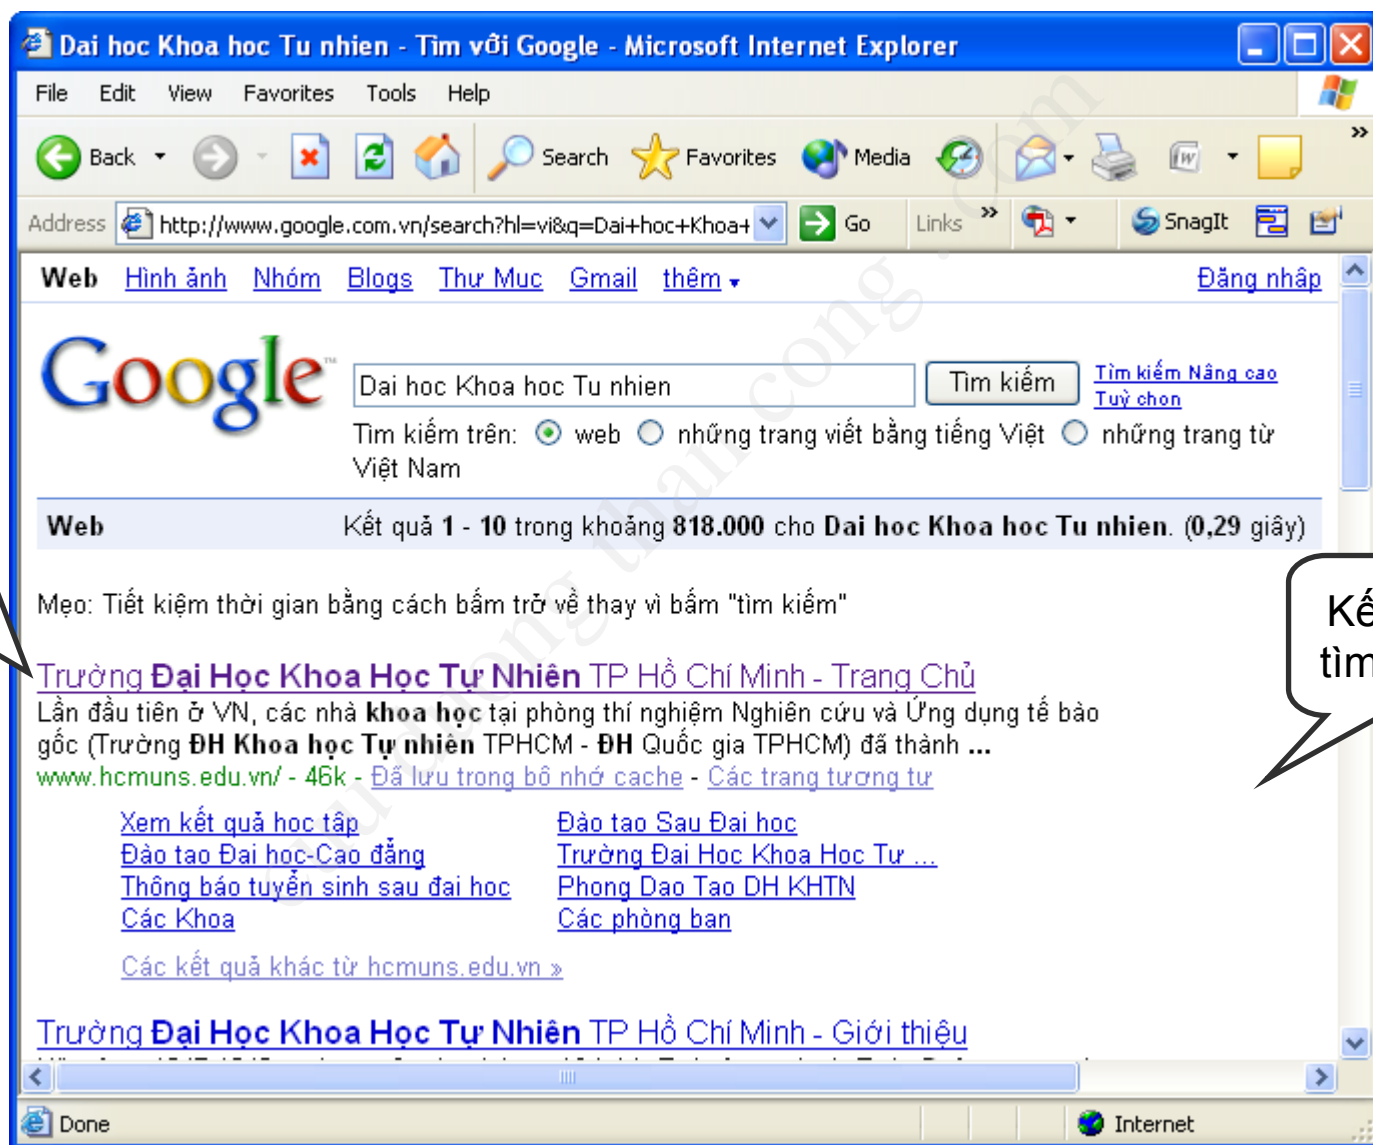 Dai hoc Khoa hoc Tu nhien - Tìm với Google - Microsoft Internet Explorer
File Edit View Favorites Tools Help
Back Search Favorites Media
Address http://www.google.com.vn/search?hl=vi&q=Dai+hoc+Khoa+ Go Links » SnagIt
Web Hình ảnh Nhóm Blogs Thư Mục Gmail thêm Đăng nhập
Google™ Dai hoc Khoa hoc Tu nhien Tìm kiếm Tìm kiếm Nâng cao
Tuỳ chọn
Tìm kiếm trên: web những trang viết bằng tiếng Việt những trang từ
Việt Nam
Web Kết quả 1 - 10 trong khoảng 818.000 cho Dai hoc Khoa hoc Tu nhien. (0,29 giây)
Mẹo: Tiết kiệm thời gian bằng cách bấm trở về thay vì bấm "tìm kiếm"
Trường Đại Học Khoa Học Tự Nhiên TP Hồ Chí Minh - Trang Chủ
Lần đầu tiên ở VN, các nhà khoa học tại phòng thí nghiệm Nghiên cứu và Ứng dụng tế bào
gốc (Trường ĐH Khoa học Tự nhiên TPHCM - ĐH Quốc gia TPHCM) đã thành ...
www.hcmuns.edu.vn/ - 46k - Đã lưu trong bộ nhớ cache - Các trang tương tự
Xem kết quả học tập Đào tạo Sau Đại học
Đào tạo Đại học-Cao đẳng Trường Đại Học Khoa Học Tự ...
Thông báo tuyển sinh sau đại học Phong Dao Tao DH KHTN
Các Khoa Các phòng ban
Các kết quả khác từ hcmuns.edu.vn »
Trường Đại Học Khoa Học Tự Nhiên TP Hồ Chí Minh - Giới thiệu
Done Internet
tìm
cuu duong than cong . com